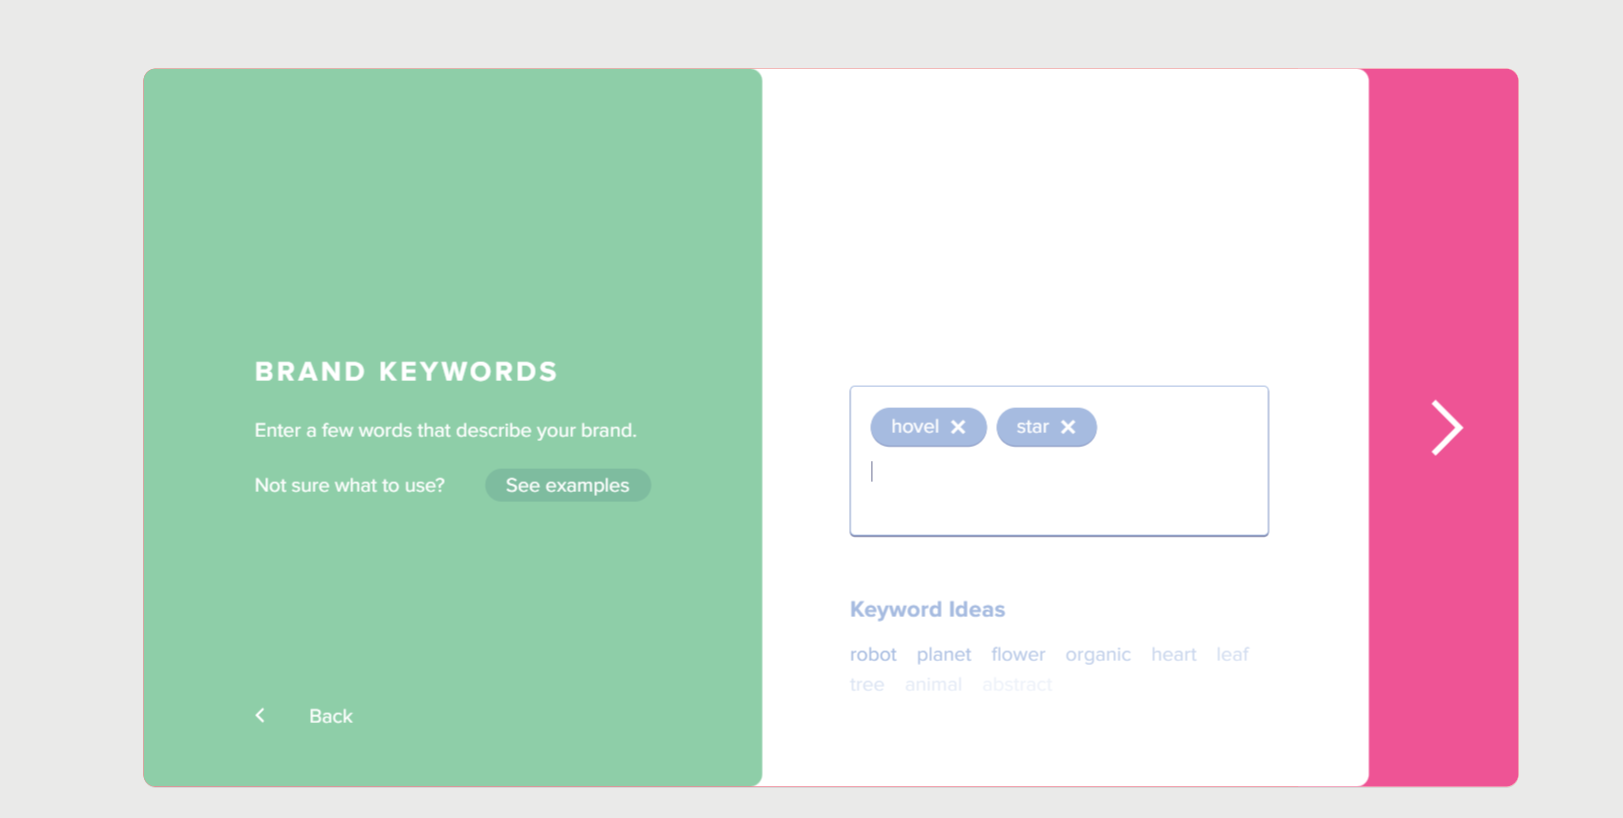 BRAND KEYWORDS
Enter a few words that describe your brand.
Not sure what to use? See examples
Back
hovel star
Keyword Ideas
robot planet flower organic heart leaf
tree animal abstract